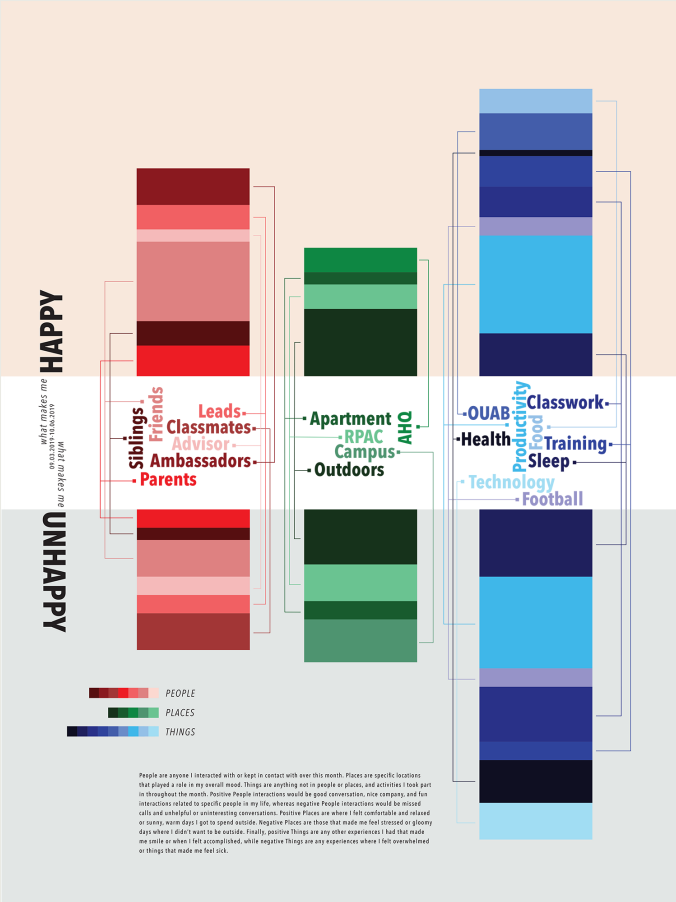 what makes me HAPPY
09.03.2019-10.06.2019
what makes me UNHAPPY
Siblings
Friends
Leads
Classmates
Advisor
Ambassadors
Parents
Apartment
RPAC
AHQ
Campus
Outdoors
OUAB
Productivity
Food
Classwork
Health
Training
Sleep
Technology
Football
PEOPLE
PLACES
THINGS
People are anyone I interacted with or kept in contact with over this month. Places are specific locations
that played a role in my overall mood. Things are anything not in people or places, and activities I took part
in throughout the month. Positive People interactions would be good conversation, nice company, and fun
interactions related to specific people in my life, whereas negative People interactions would be missed
calls and unhelpful or uninteresting conversations. Positive Places are where I felt comfortable and relaxed
or sunny, warm days I got to spend outside. Negative Places are those that made me feel stressed or gloomy
days where I didn't want to be outside. Finally, positive Things are any other experiences I had that made
me smile or when I felt accomplished, while negative Things are any experiences where I felt overwhelmed
or things that made me feel sick.